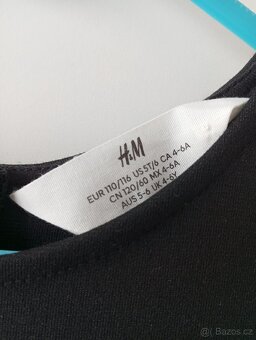 H&M
EUR 110/116 US 5T/6 CA 4-6A
CN 120/60 MX 4-6A
AUS 5-6 UK 4-6Y
Bazoš.cz